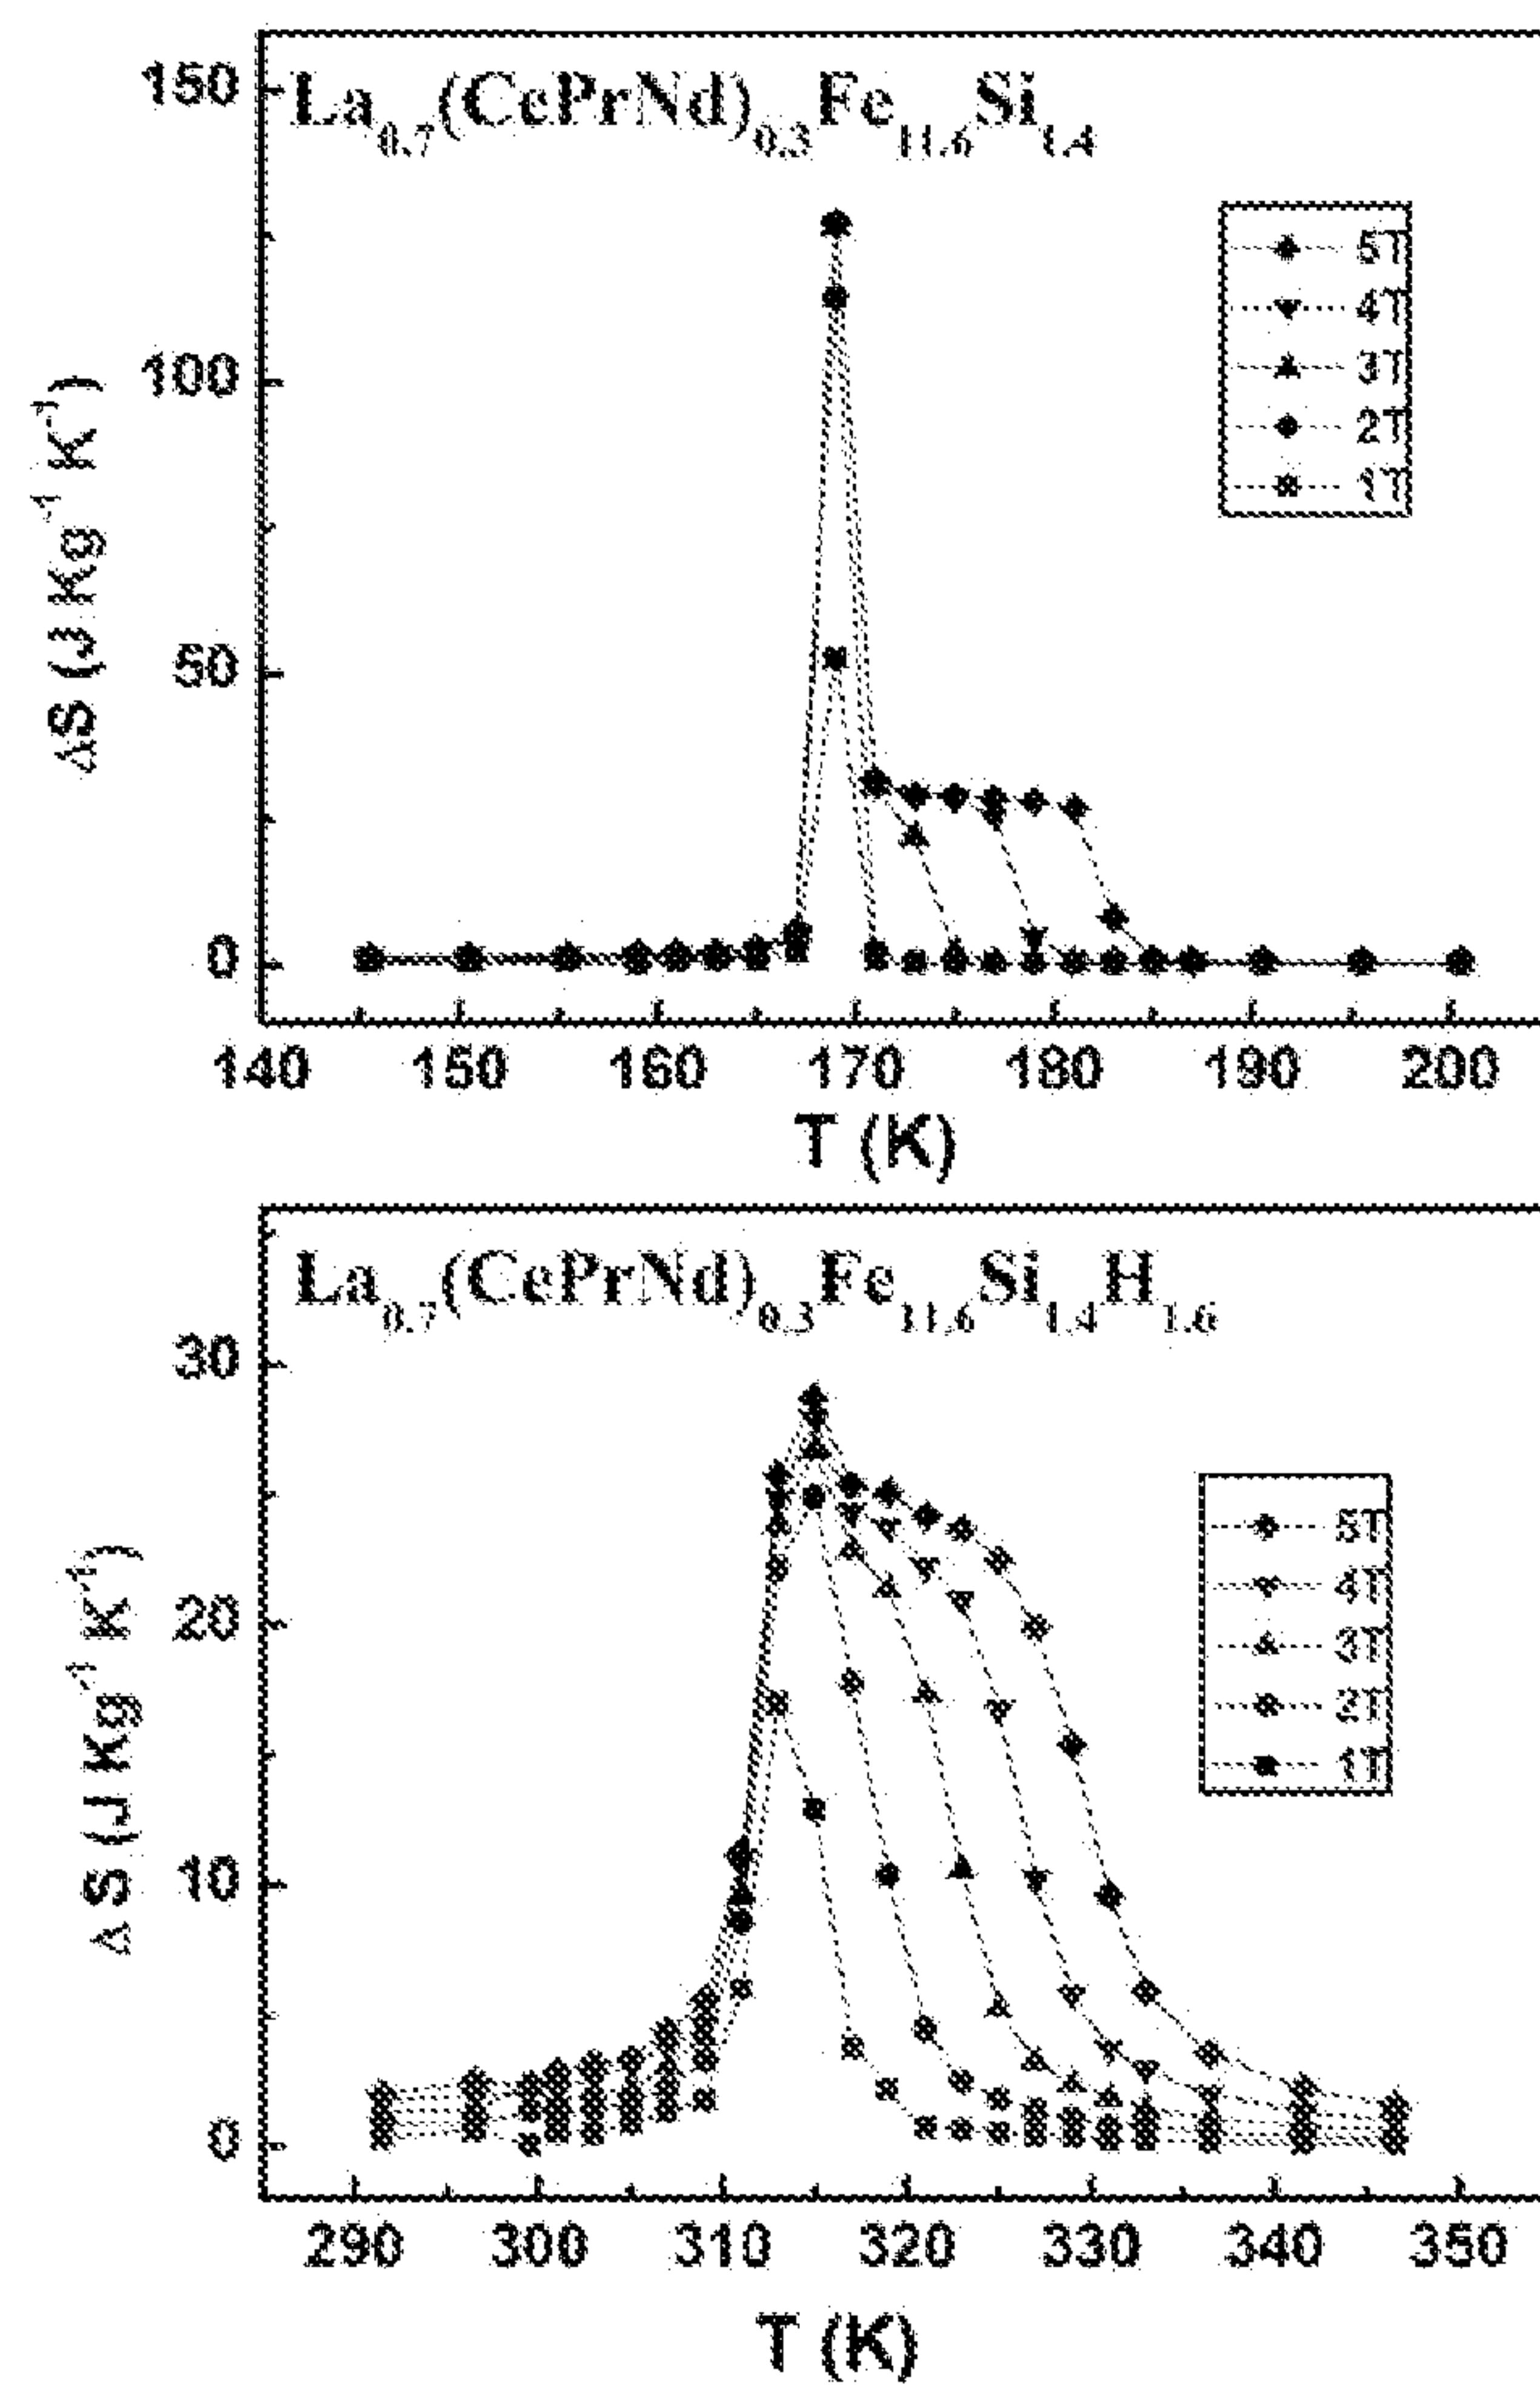 La0.7(CePrNd)0.3Fe11.6Si1.4
150
100
50
0
ΔS (J Kg-1 K-1)
5T
4T
3T
2T
1T
140 150 160 170 180 190 200
T (K)
La0.7(CePrNd)0.3Fe11.6Si1.4H1.6
30
20
10
0
ΔS (J Kg-1 K-1)
5T
4T
3T
2T
1T
290 300 310 320 330 340 350
T (K)